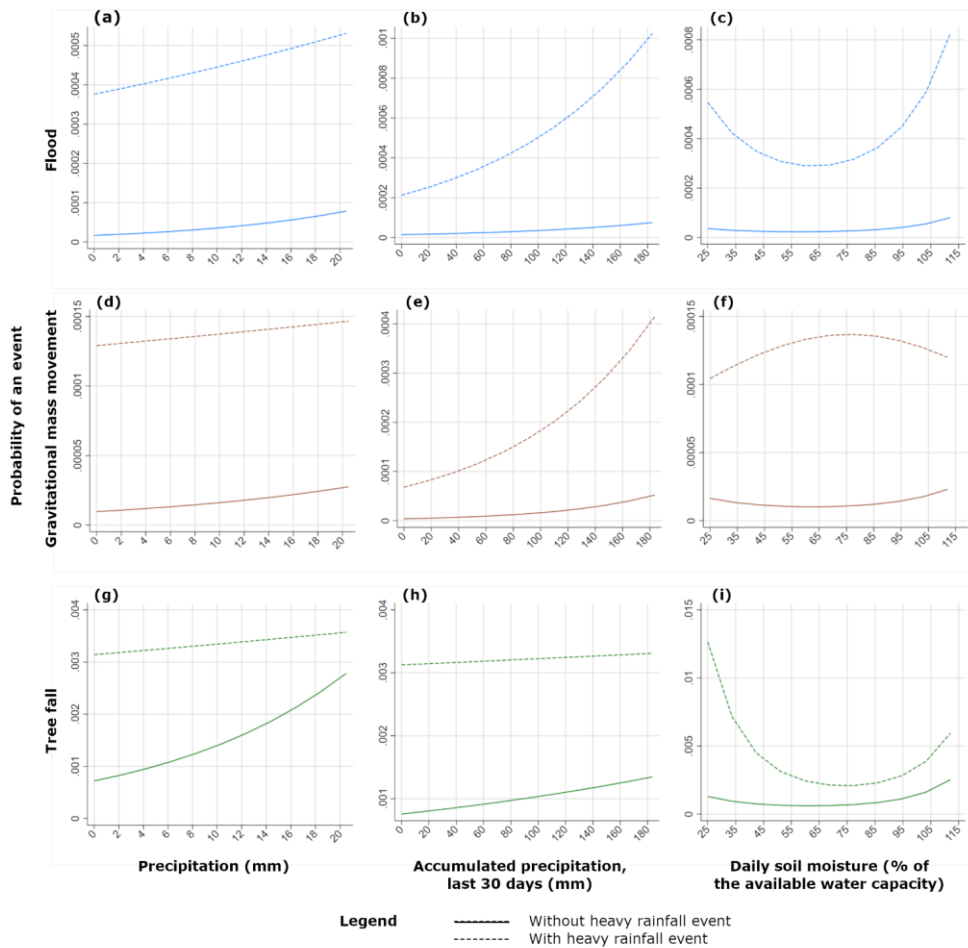 Probability of an event
Flood
(a)
.0005
.0004
.0003
.0002
.0001
0
0 2 4 6 8 10 12 14 16 18 20
(b)
.001
.0008
.0006
.0004
.0002
0
0 20 40 60 80 100 120 140 160 180
(c)
.0008
.0006
.0004
.0002
0
25 35 45 55 65 75 85 95 105 115
Gravitational mass movement
(d)
.00015
.0001
.00005
0
0 2 4 6 8 10 12 14 16 18 20
(e)
.0004
.0003
.0002
.0001
0
0 20 40 60 80 100 120 140 160 180
(f)
.00015
.0001
.00005
0
25 35 45 55 65 75 85 95 105 115
Tree fall
(g)
.004
.003
.002
.001
0
0 2 4 6 8 10 12 14 16 18 20
(h)
.004
.003
.002
.001
0 20 40 60 80 100 120 140 160 180
(i)
.015
.01
.005
0
25 35 45 55 65 75 85 95 105 115
Precipitation (mm)
Accumulated precipitation,
last 30 days (mm)
Daily soil moisture (% of
the available water capacity)
Legend
Without heavy rainfall event
With heavy rainfall event